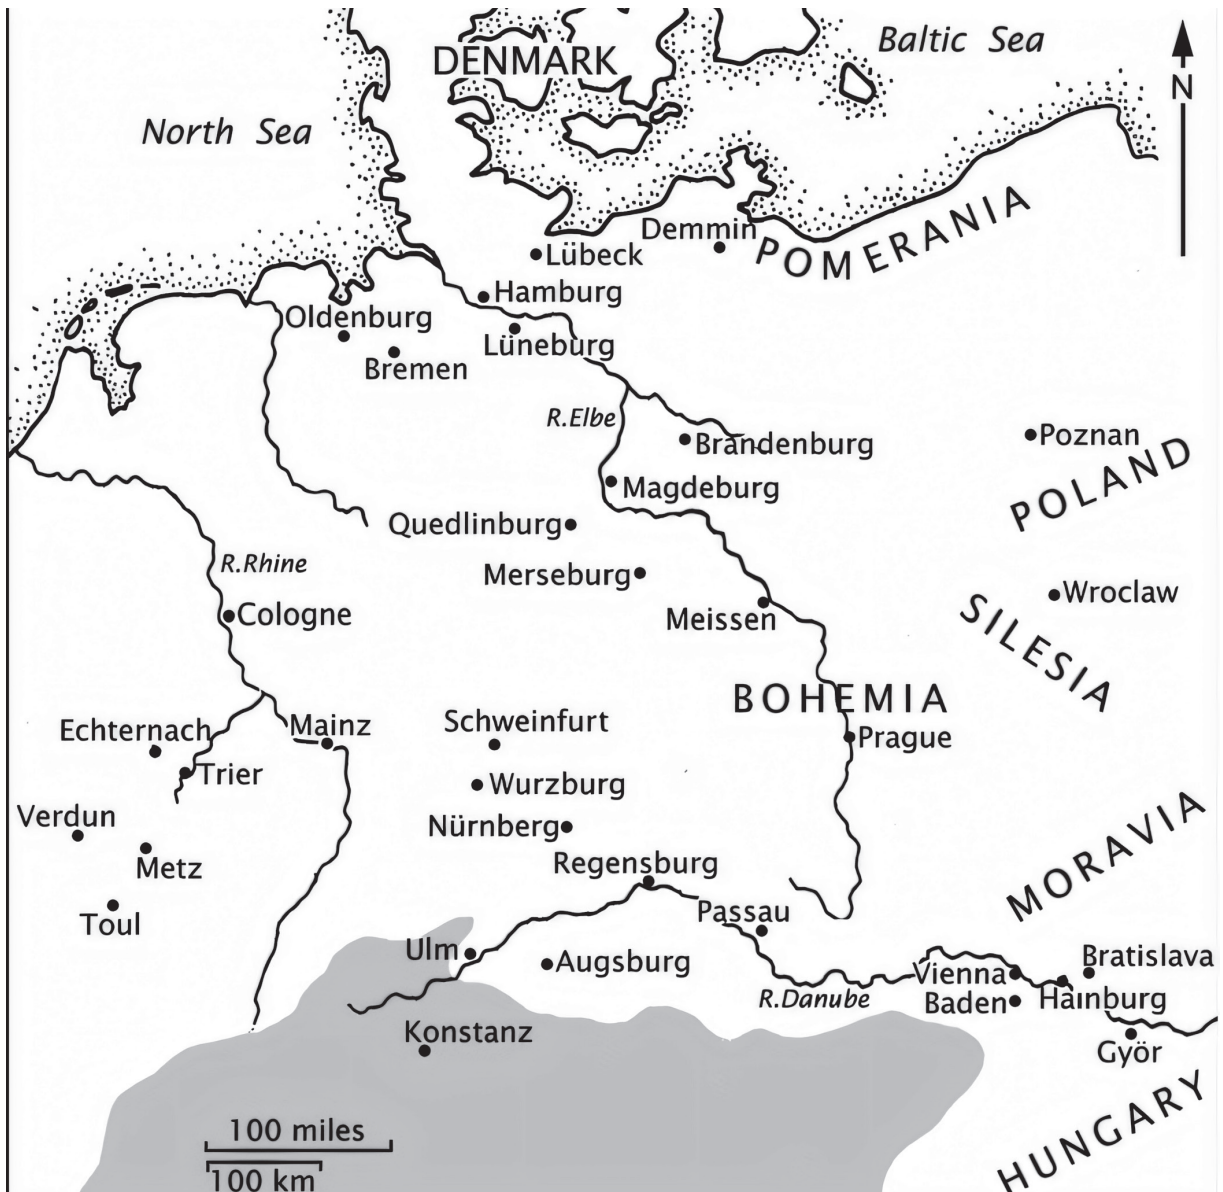 Baltic Sea
DENMARK
N
North Sea
Demmin
POMERANIA
Lübeck
Hamburg
Oldenburg
Lüneburg
Bremen
R.Elbe
Brandenburg
Poznan
POLAND
Magdeburg
Quedlinburg
R.Rhine
Merseburg
Wroclaw
SILESIA
Cologne
Meissen
BOHEMIA
Echternach
Mainz
Schweinfurt
Prague
Trier
Wurzburg
Verdun
Nürnberg
MORAVIA
Metz
Regensburg
Toul
Passau
Ulm
Augsburg
Bratislava
Vienna
R.Danube
Baden
Hainburg
Konstanz
Györ
HUNGARY
100 miles
100 km